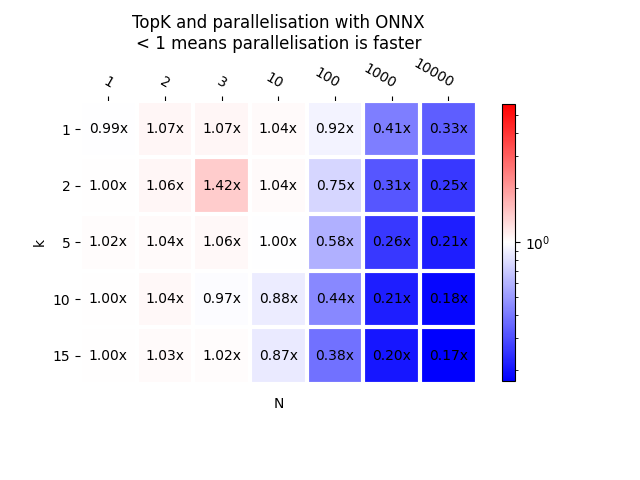 TopK and parallelisation with ONNX
< 1 means parallelisation is faster
1 2 3 10 100 1000 10000
1 0.99x 1.07x 1.07x 1.04x 0.92x 0.41x 0.33x
2 1.00x 1.06x 1.42x 1.04x 0.75x 0.31x 0.25x
k
5 1.02x 1.04x 1.06x 1.00x 0.58x 0.26x 0.21x
10⁰
10 1.00x 1.04x 0.97x 0.88x 0.44x 0.21x 0.18x
15 1.00x 1.03x 1.02x 0.87x 0.38x 0.20x 0.17x
N